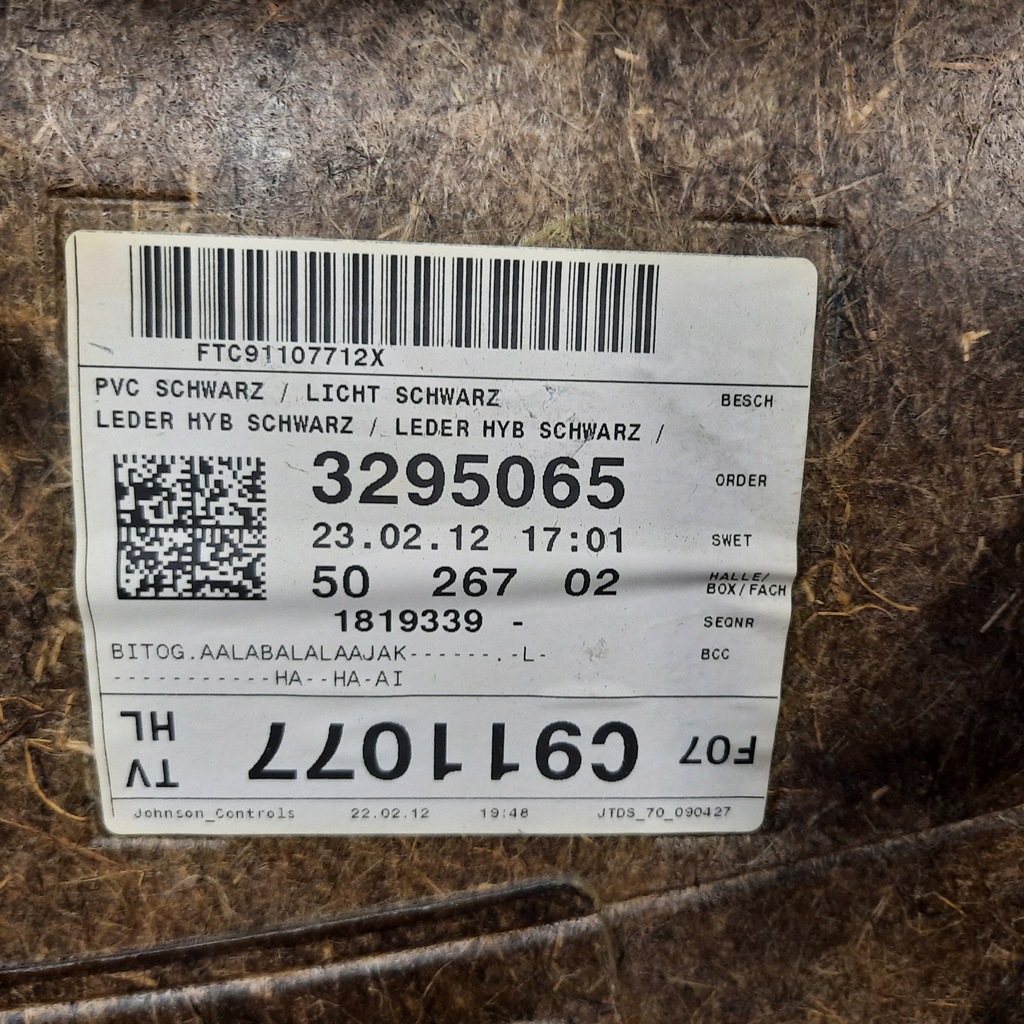 FTC91107712X
PVC SCHWARZ / LICHT SCHWARZ
LEDER HYB SCHWARZ / LEDER HYB SCHWARZ /
BESCH
3295065 ORDER
23.02.12 17:01 SWET
50 267 02 HALLE/
BOX/FACH
1819339 - SEQNR
BITOG.AALABALALAAJAK------.-L- BCC
-----------HA--HA-AI
F07 C911077 TV
HL
Johnson_Controls 22.02.12 19:48 JTDS_70_090427